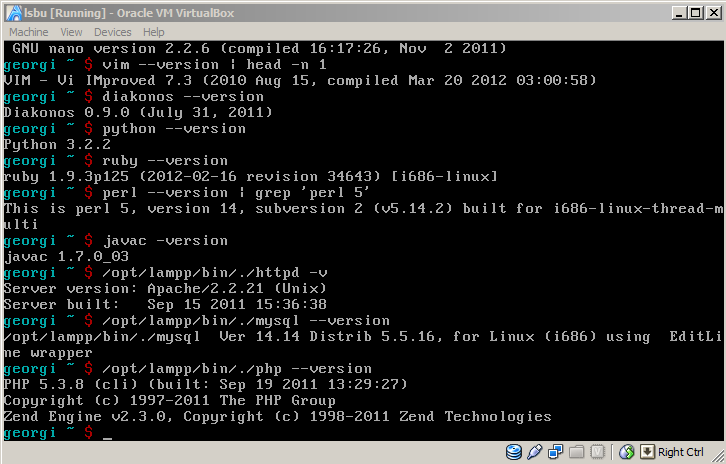 lsbu [Running] - Oracle VM VirtualBox
Machine View Devices Help
GNU nano version 2.2.6 (compiled 16:17:26, Nov  2 2011)
georgi ~ $ vim --version | head -n 1
VIM - Vi IMproved 7.3 (2010 Aug 15, compiled Mar 20 2012 03:00:58)
georgi ~ $ diakonos --version
Diakonos 0.9.0 (July 31, 2011)
georgi ~ $ python --version
Python 3.2.2
georgi ~ $ ruby --version
ruby 1.9.3p125 (2012-02-16 revision 34643) [i686-linux]
georgi ~ $ perl --version | grep 'perl 5'
This is perl 5, version 14, subversion 2 (v5.14.2) built for i686-linux-thread-m
ulti
georgi ~ $ javac -version
javac 1.7.0_03
georgi ~ $ /opt/lampp/bin/./httpd -v
Server version: Apache/2.2.21 (Unix)
Server built:   Sep 15 2011 15:36:38
georgi ~ $ /opt/lampp/bin/./mysql --version
/opt/lampp/bin/./mysql  Ver 14.14 Distrib 5.5.16, for Linux (i686) using  EditLi
ne wrapper
georgi ~ $ /opt/lampp/bin/./php --version
PHP 5.3.8 (cli) (built: Sep 19 2011 13:29:27)
Copyright (c) 1997-2011 The PHP Group
Zend Engine v2.3.0, Copyright (c) 1998-2011 Zend Technologies
georgi ~ $ _
Right Ctrl